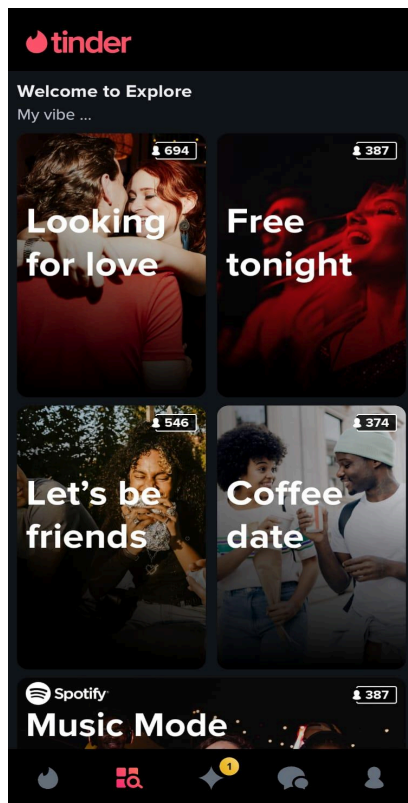 tinder
Welcome to Explore
My vibe ...
694
Looking
for love
387
Free
tonight
546
Let's be
friends
374
Coffee
date
Spotify
387
Music Mode
1